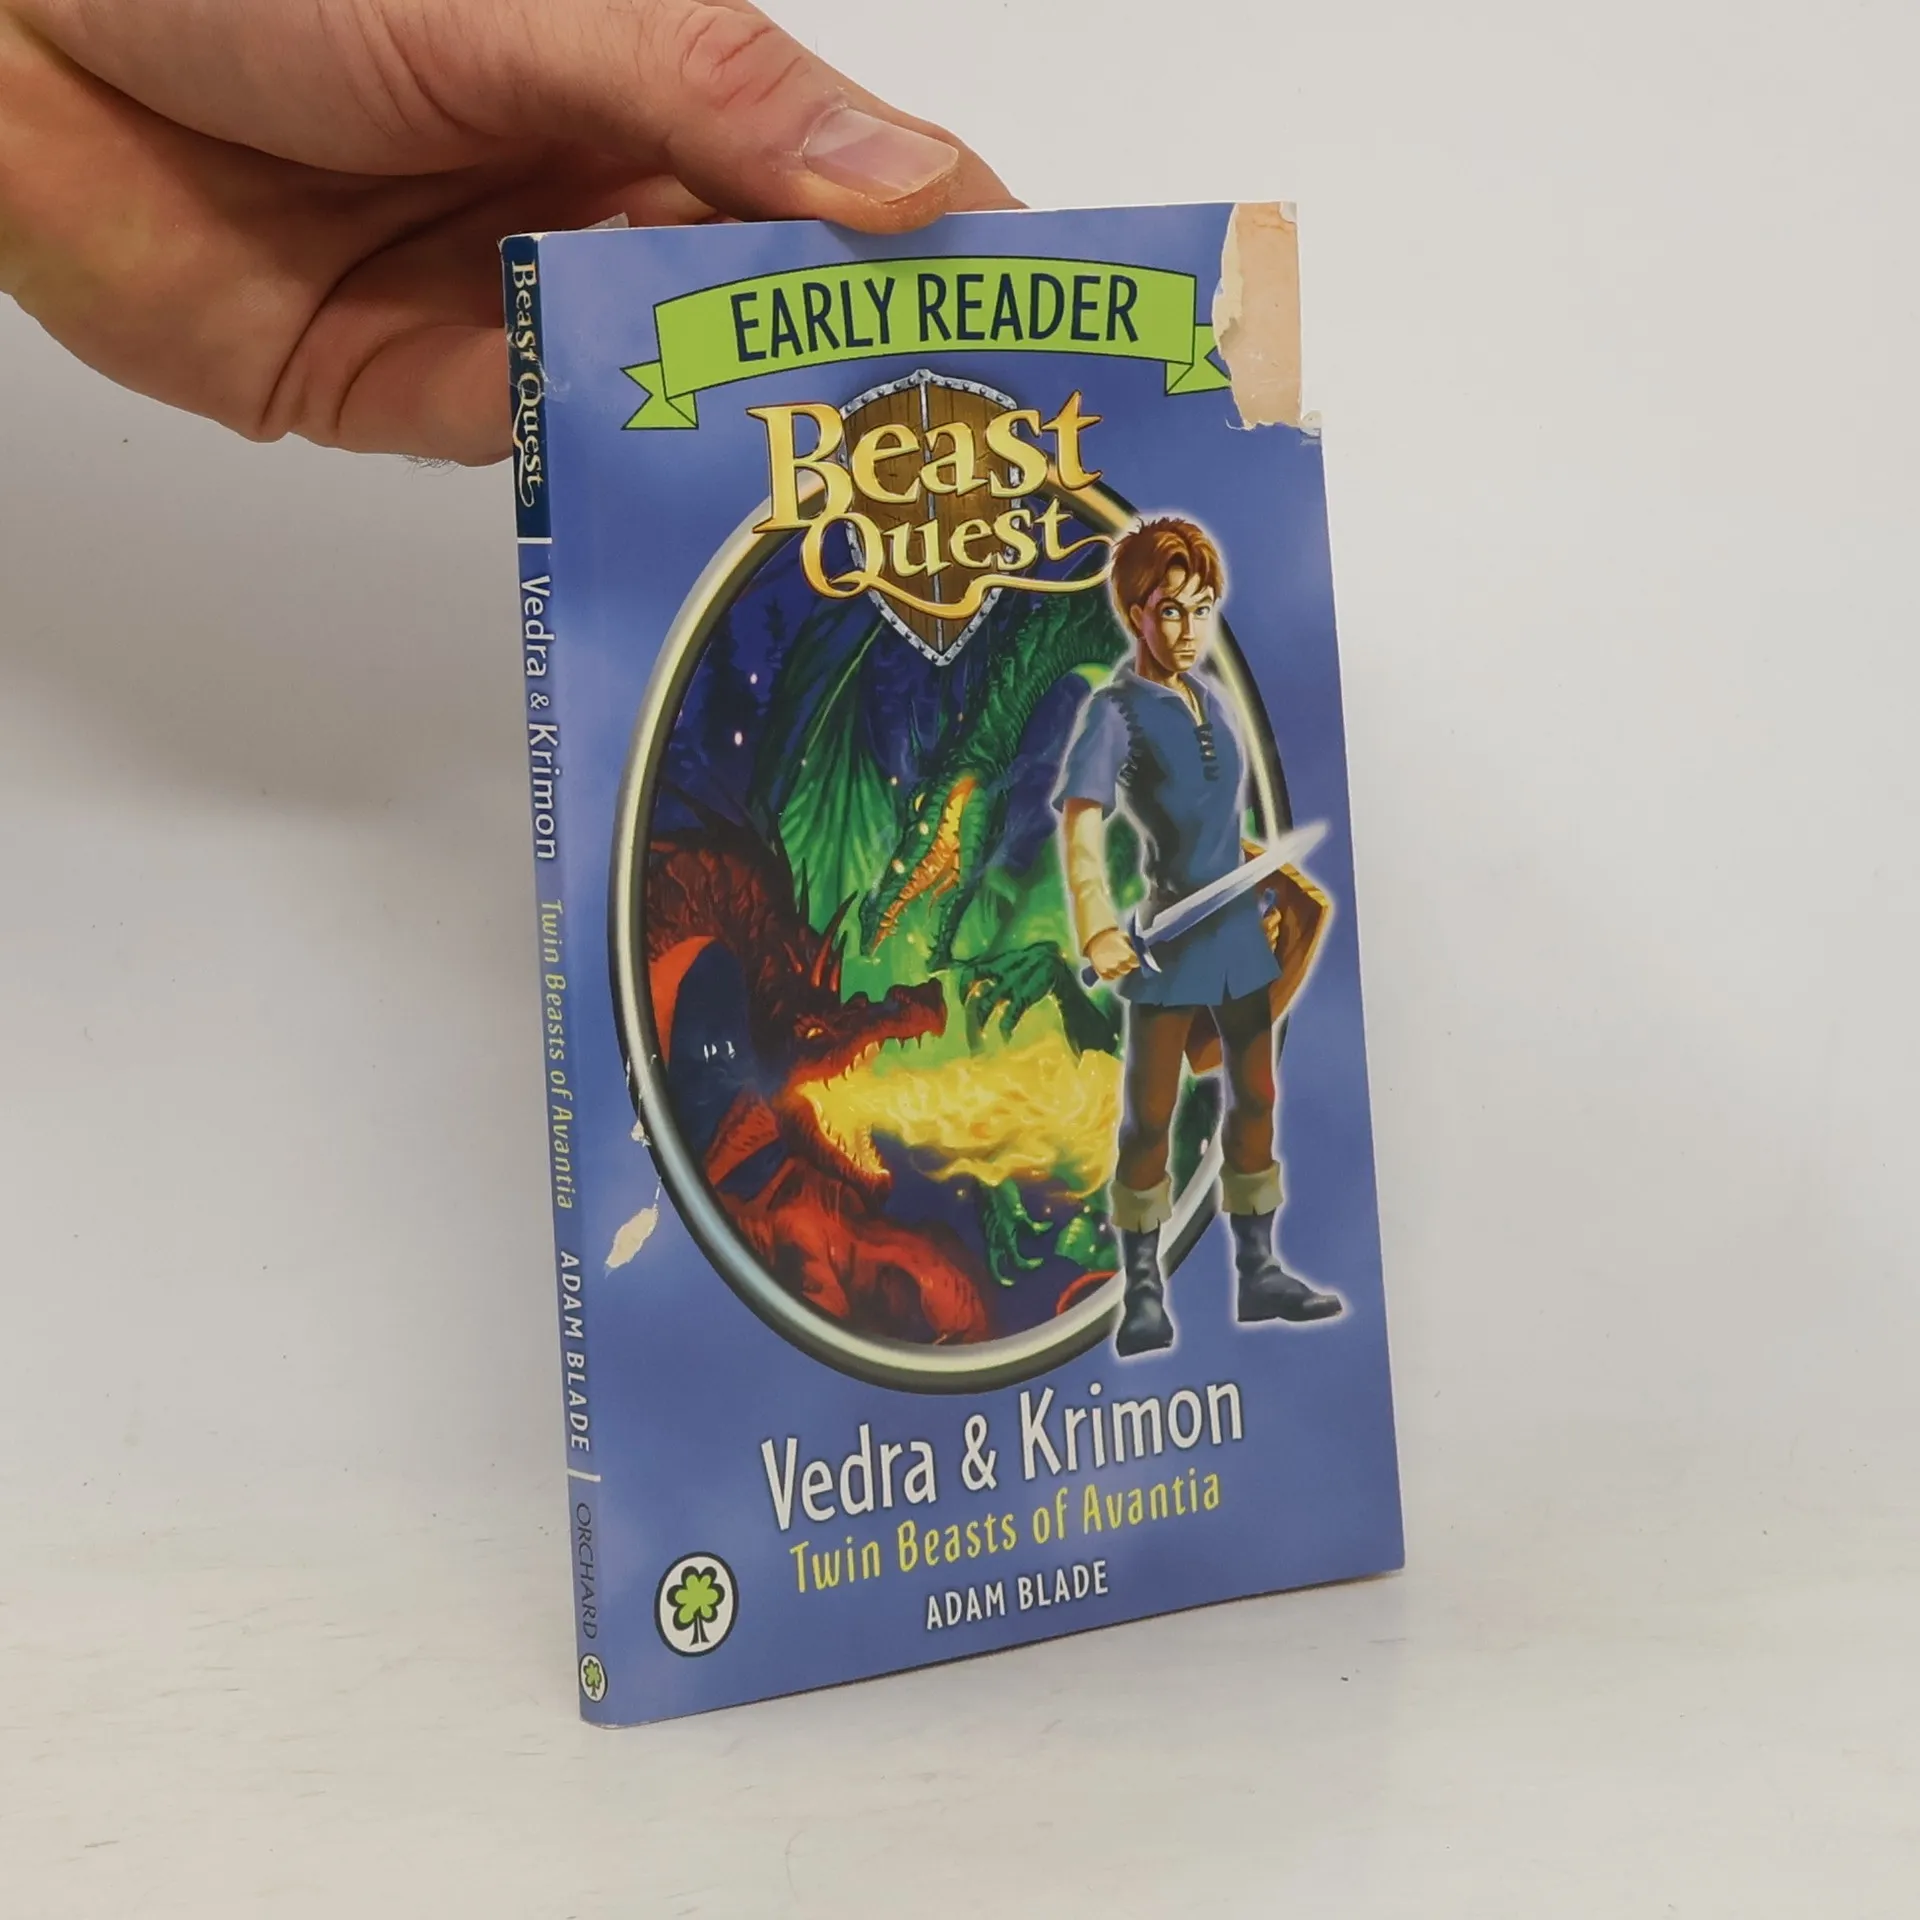 EARLY READER
Beast
Quest
Vedra & Krimon
Twin Beasts of Avantia
ADAM BLADE
Beast Quest Vedra & Krimon Twin Beasts of Avantia ADAM BLADE ORCHARD